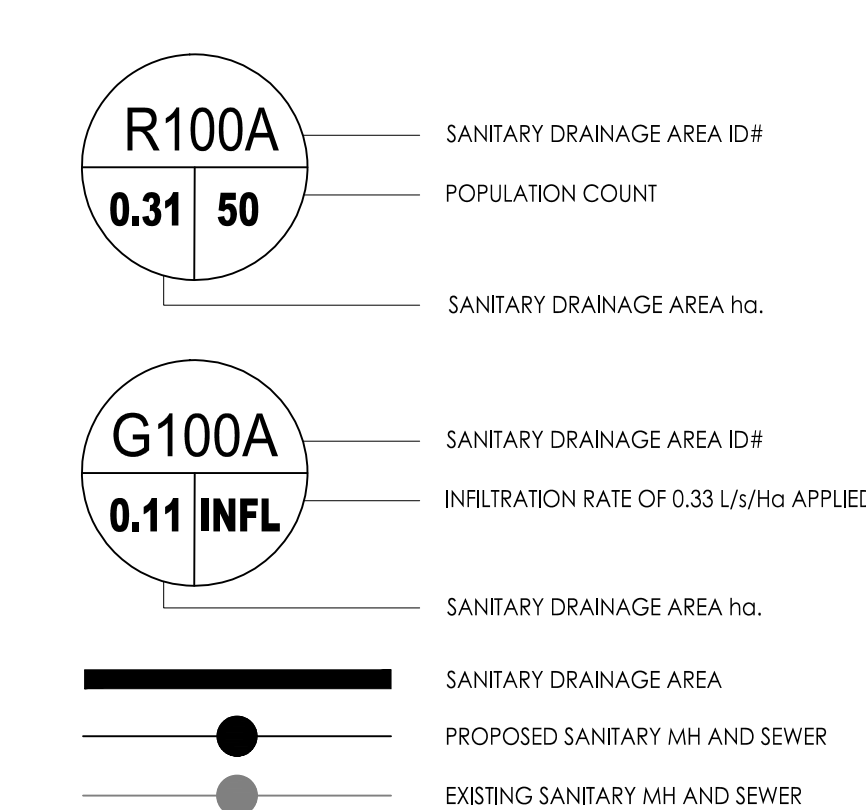 R100A
SANITARY DRAINAGE AREA ID#
0.31 50
POPULATION COUNT
SANITARY DRAINAGE AREA ha.
G100A
SANITARY DRAINAGE AREA ID#
0.11 INFL
INFILTRATION RATE OF 0.33 L/s/Ha APPLIED
SANITARY DRAINAGE AREA ha.
SANITARY DRAINAGE AREA
PROPOSED SANITARY MH AND SEWER
EXISTING SANITARY MH AND SEWER